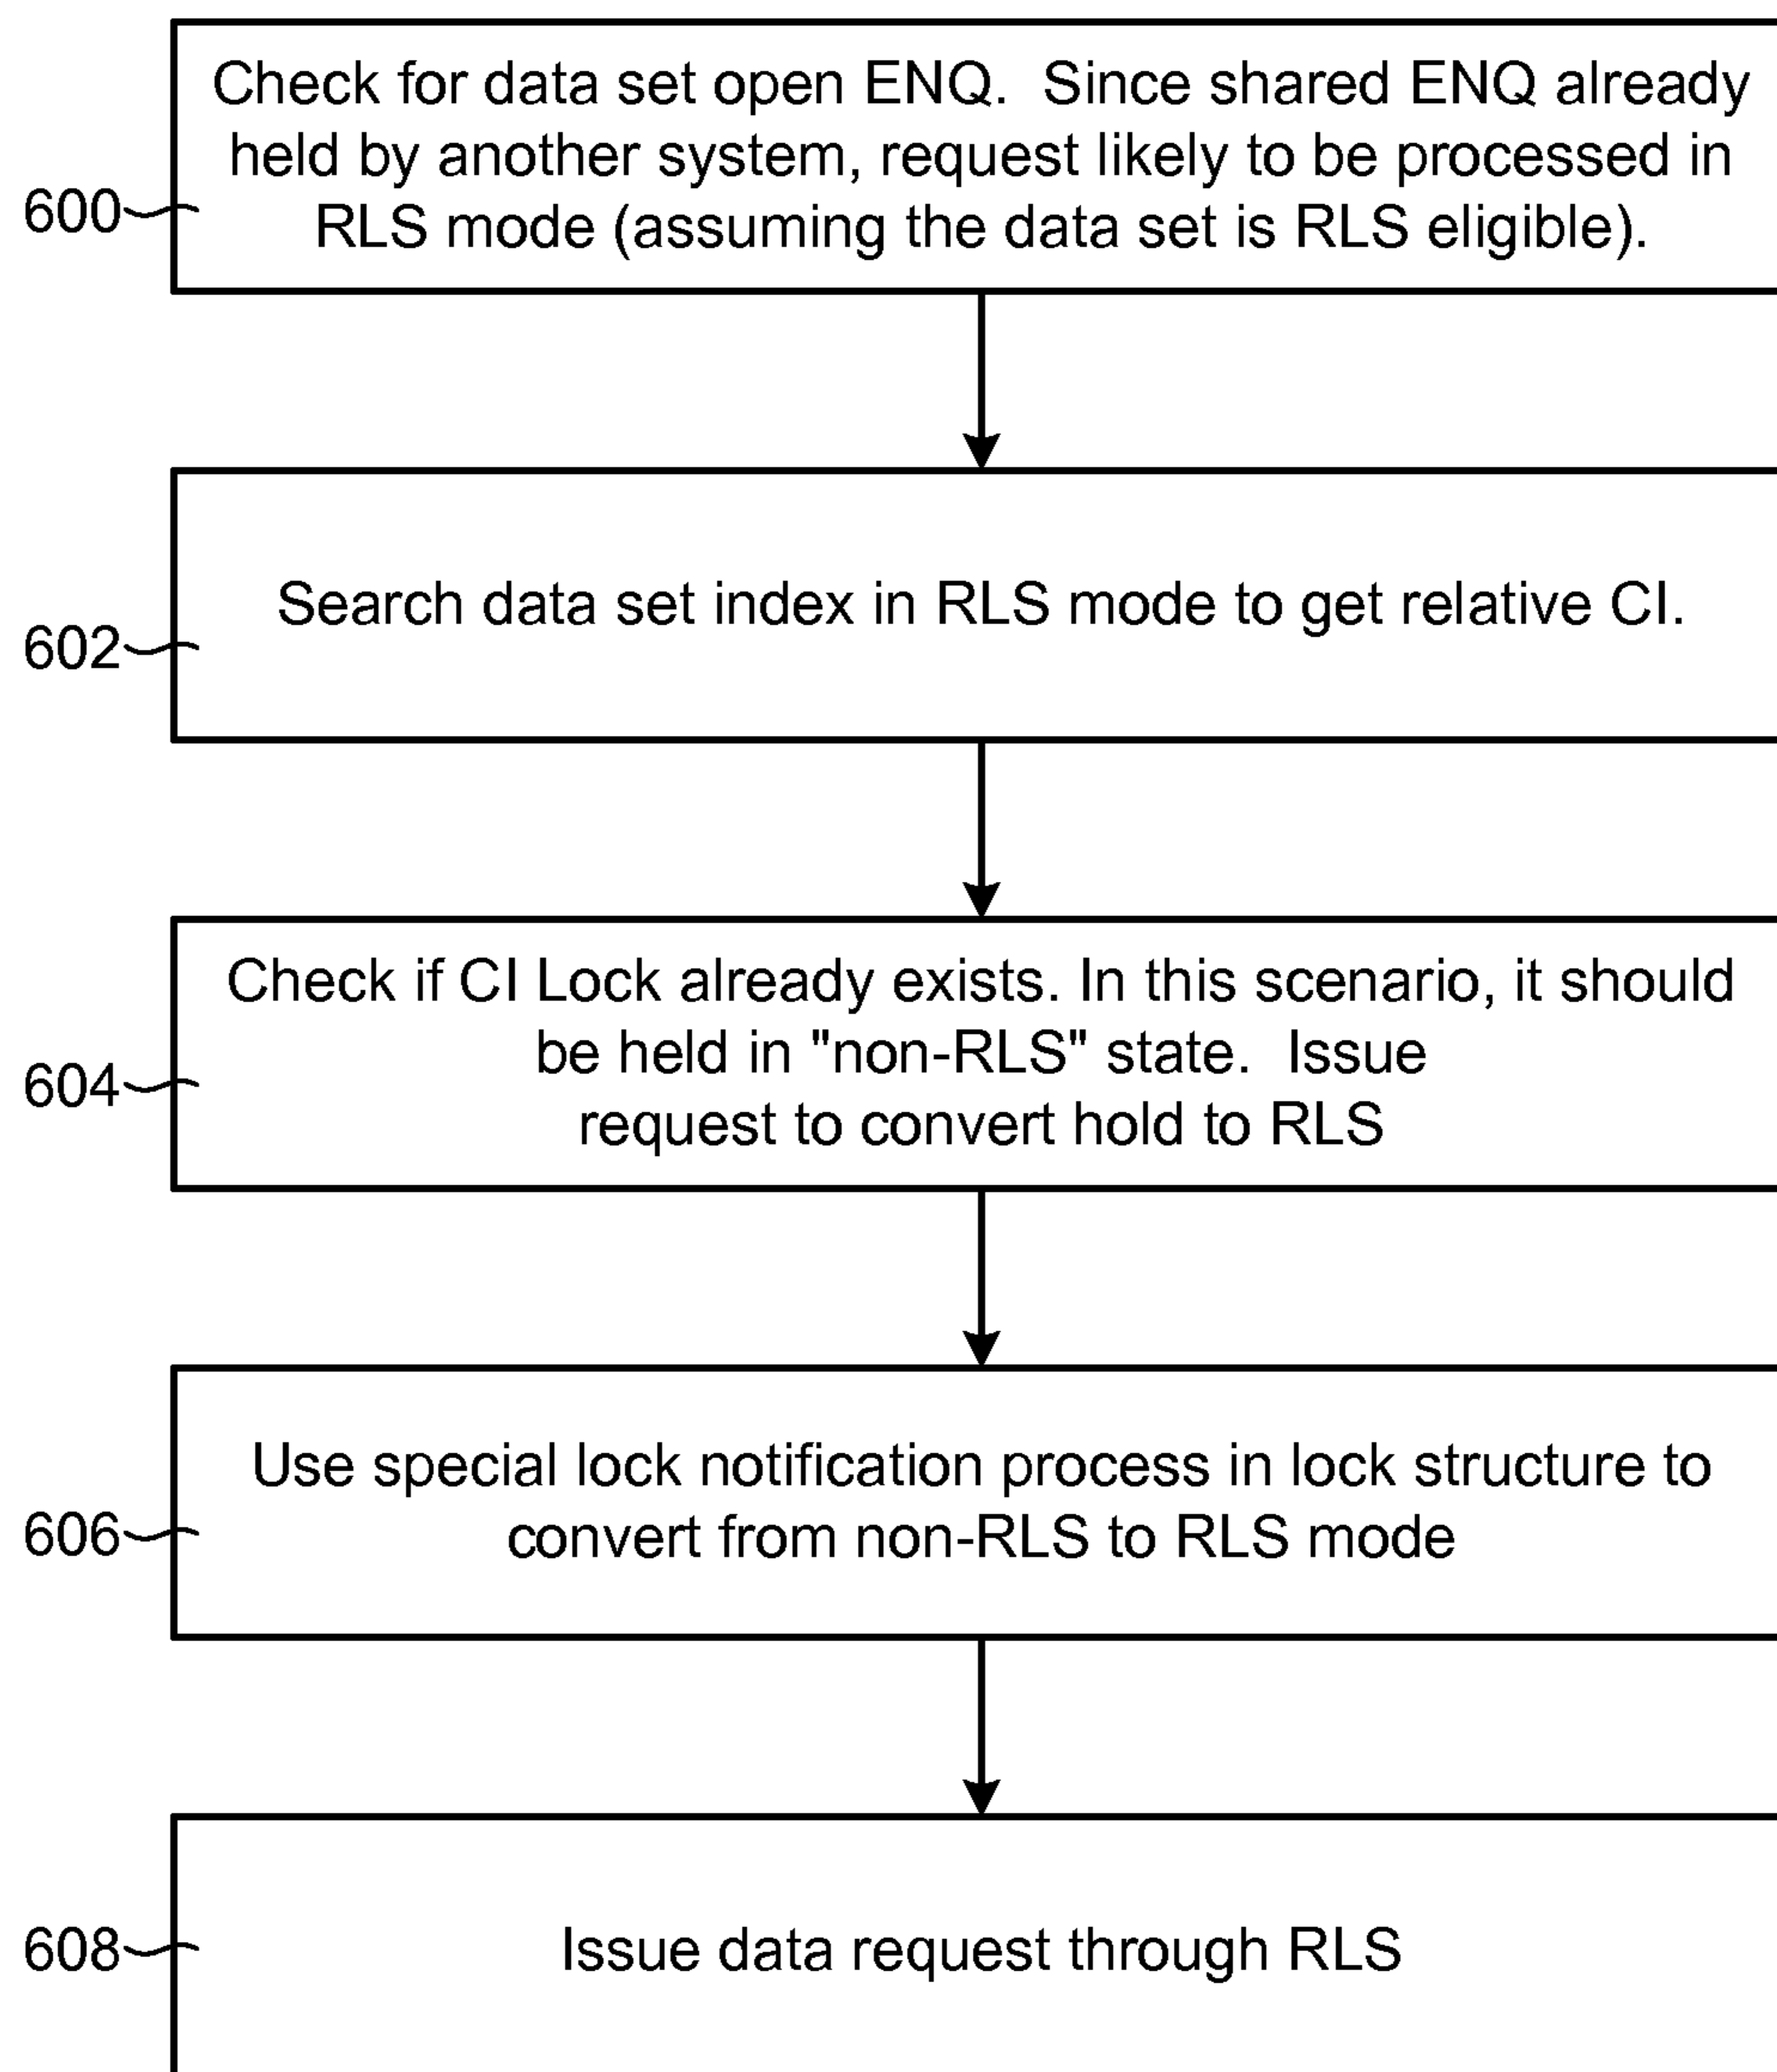 Check for data set open ENQ.  Since shared ENQ already
held by another system, request likely to be processed in
600
RLS mode (assuming the data set is RLS eligible).
Search data set index in RLS mode to get relative CI.
602
Check if CI Lock already exists. In this scenario, it should
be held in "non-RLS" state.  Issue
604
request to convert hold to RLS
Use special lock notification process in lock structure to
606
convert from non-RLS to RLS mode
608
Issue data request through RLS